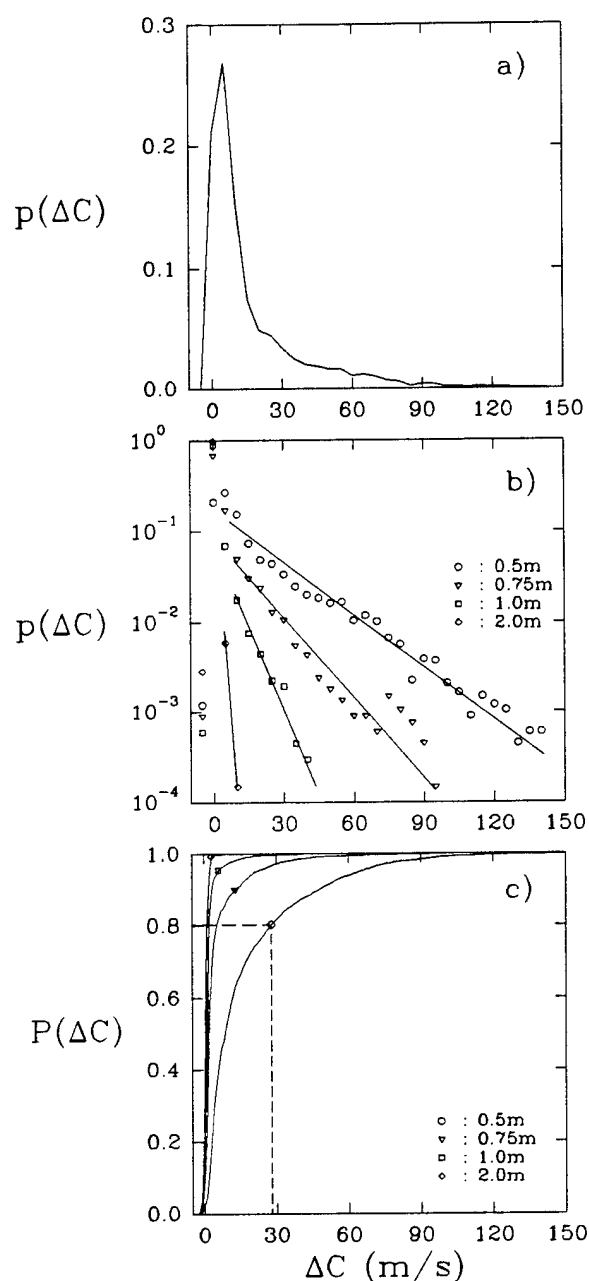 0.3
a)
0.2
p(ΔC)
0.1
0.0
0 30 60 90 120 150
10^0
b)
10^-1
○ : 0.5m
▽ : 0.75m
□ : 1.0m
◇ : 2.0m
10^-2
p(ΔC)
10^-3
10^-4
0 30 60 90 120 150
1.0
c)
0.8
0.6
P(ΔC)
0.4
○ : 0.5m
▽ : 0.75m
□ : 1.0m
◇ : 2.0m
0.2
0.0
0 30 60 90 120 150
ΔC (m/s)